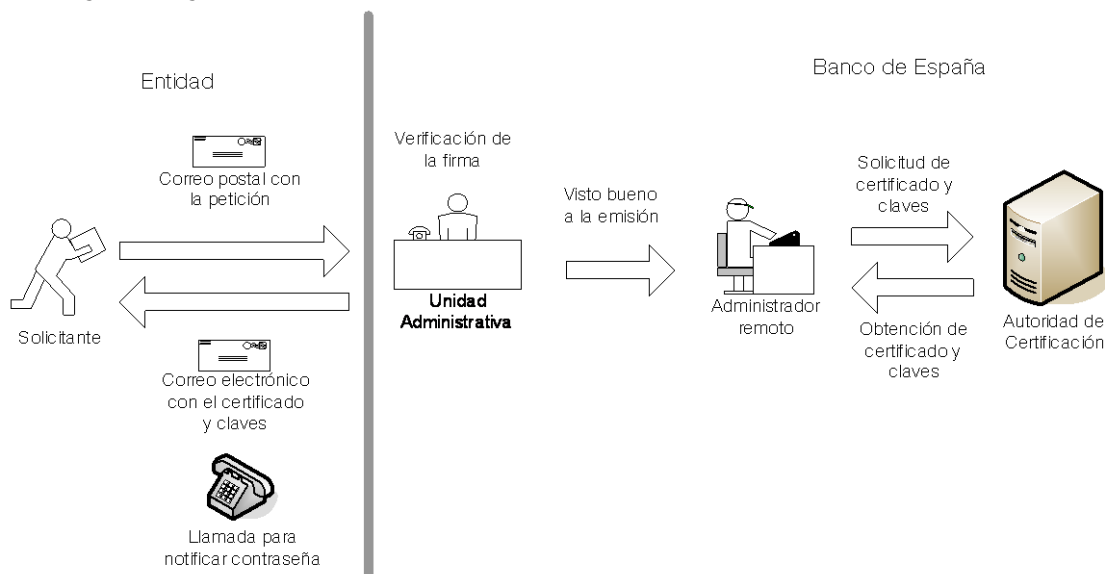 Entidad
Banco de España
Correo postal con
la petición
Solicitante
Correo electrónico
con el certificado
y claves
Llamada para
notificar contraseña
Verificación de
la firma
Unidad
Administrativa
Visto bueno
a la emisión
Administrador
remoto
Solicitud de
certificado y
claves
Obtención de
certificado y
claves
Autoridad de
Certificación